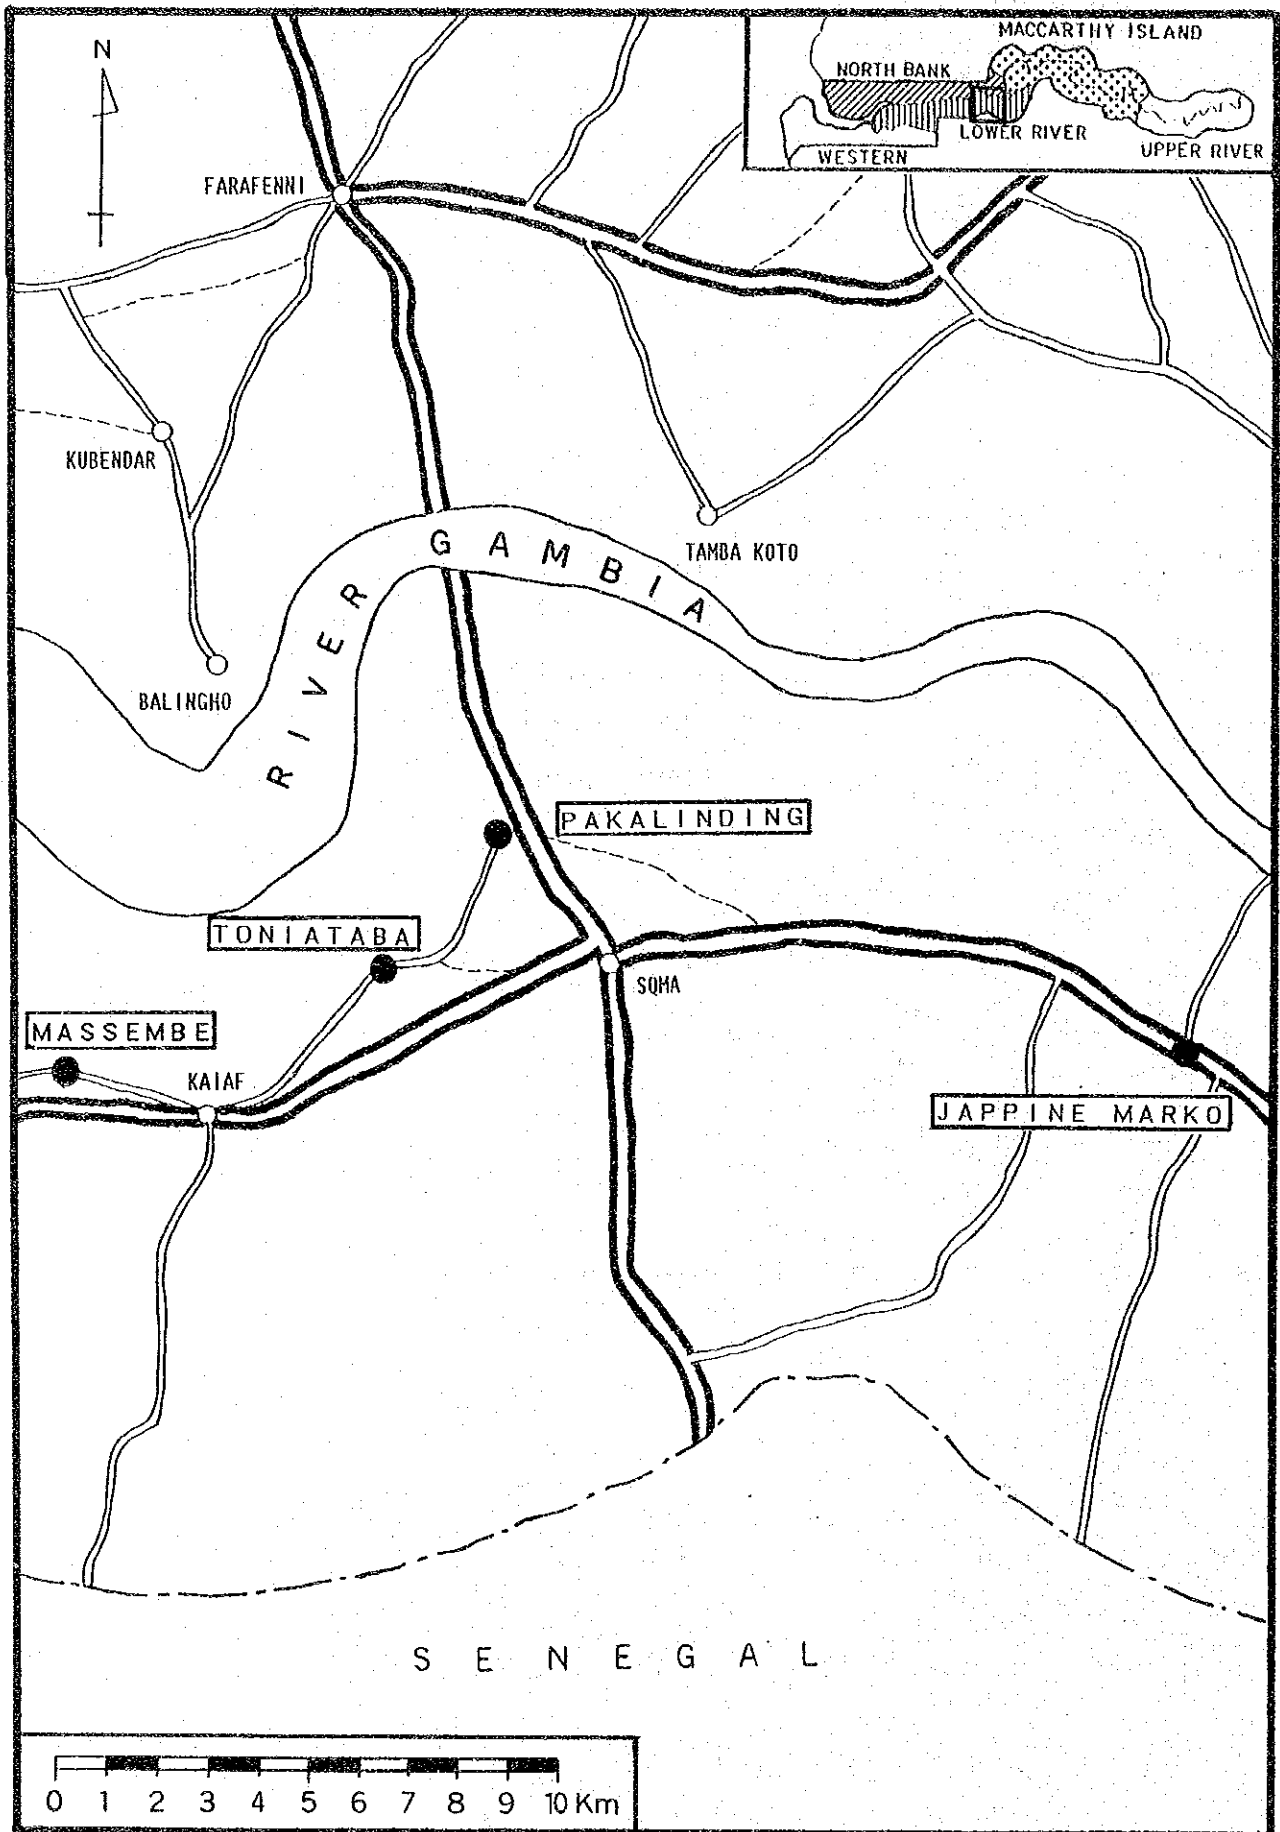 N
MACCARTHY ISLAND
NORTH BANK
LOWER RIVER
WESTERN
UPPER RIVER
FARAFENNI
KUBENDAR
TAMBA KOTO
RIVER GAMBIA
BALINGHO
PAKALINDING
TONIATABA
SOMA
MASSEMBE
KAIAF
JAPPINE MARKO
SENEGAL
0 1 2 3 4 5 6 7 8 9 10 Km